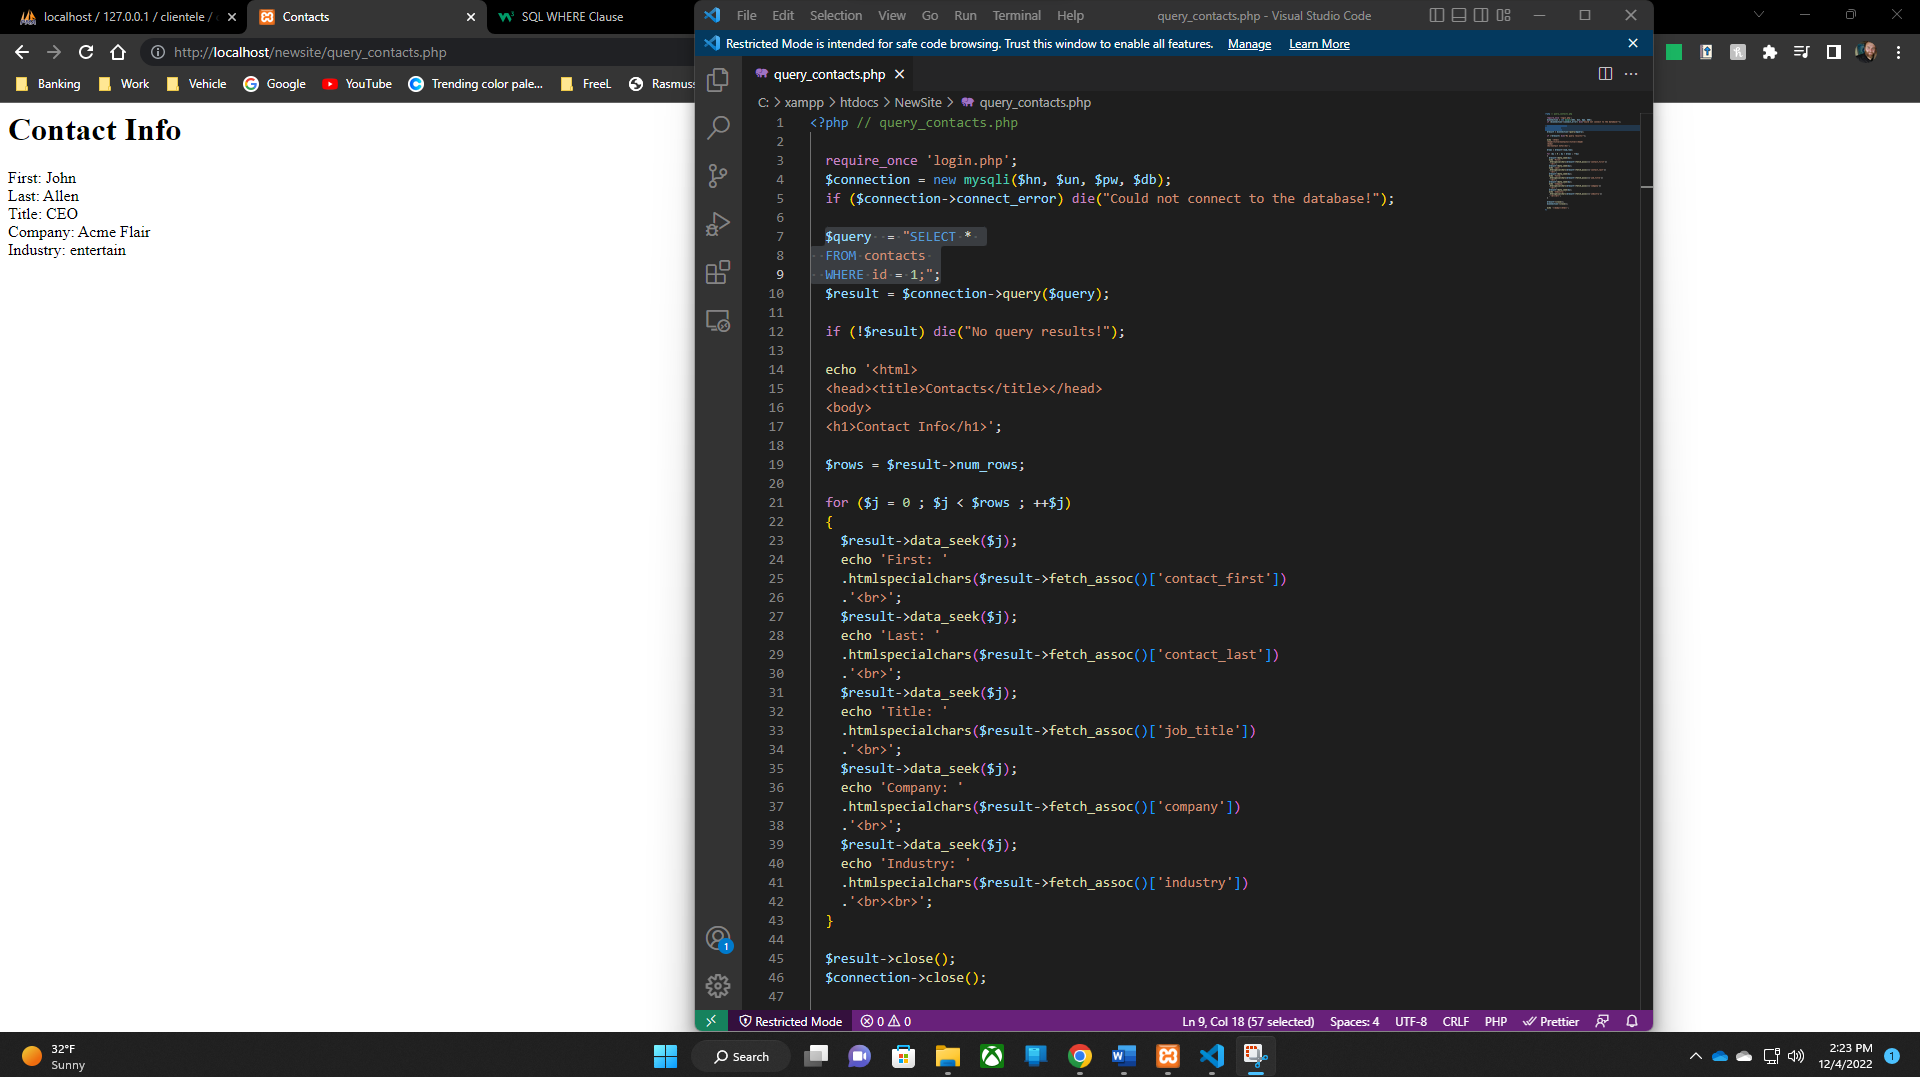 localhost / 127.0.0.1 / clientele /
Contacts
SQL WHERE Clause
http://localhost/newsite/query_contacts.php
Banking
Work
Vehicle
Google
YouTube
Trending color pale...
FreeL
Rasmuss
Contact Info
First: John
Last: Allen
Title: CEO
Company: Acme Flair
Industry: entertain
File Edit Selection View Go Run Terminal Help
query_contacts.php - Visual Studio Code
Restricted Mode is intended for safe code browsing. Trust this window to enable all features. Manage Learn More
query_contacts.php
C: > xampp > htdocs > NewSite > query_contacts.php
1 <?php // query_contacts.php
2
3 require_once 'login.php';
4 $connection = new mysqli($hn, $un, $pw, $db);
5 if ($connection->connect_error) die("Could not connect to the database!");
6
7 $query = "SELECT *
8 FROM contacts
9 WHERE id = 1;";
10 $result = $connection->query($query);
11
12 if (!$result) die("No query results!");
13
14 echo '<html>
15 <head><title>Contacts</title></head>
16 <body>
17 <h1>Contact Info</h1>';
18
19 $rows = $result->num_rows;
20
21 for ($j = 0 ; $j < $rows ; ++$j)
22 {
23 $result->data_seek($j);
24 echo 'First: '
25 .htmlspecialchars($result->fetch_assoc()['contact_first'])
26 .'<br>';
27 $result->data_seek($j);
28 echo 'Last: '
29 .htmlspecialchars($result->fetch_assoc()['contact_last'])
30 .'<br>';
31 $result->data_seek($j);
32 echo 'Title: '
33 .htmlspecialchars($result->fetch_assoc()['job_title'])
34 .'<br>';
35 $result->data_seek($j);
36 echo 'Company: '
37 .htmlspecialchars($result->fetch_assoc()['company'])
38 .'<br>';
39 $result->data_seek($j);
40 echo 'Industry: '
41 .htmlspecialchars($result->fetch_assoc()['industry'])
42 .'<br><br>';
43 }
44
45 $result->close();
46 $connection->close();
47
1
Restricted Mode 0 0 Ln 9, Col 18 (57 selected) Spaces: 4 UTF-8 CRLF PHP Prettier
32°F
Sunny
Search
2:23 PM
12/4/2022
1